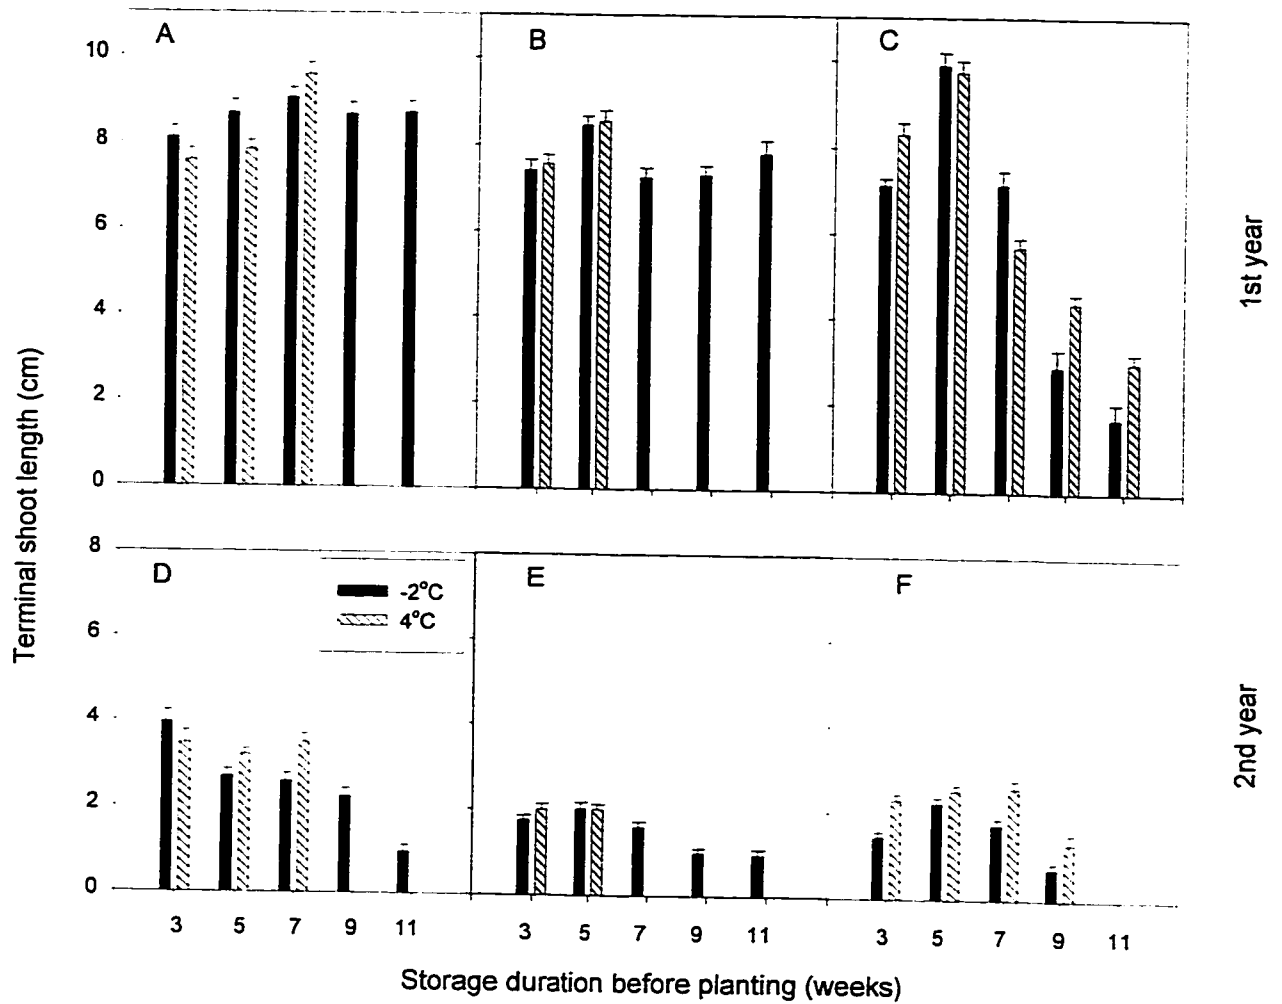 A
B
C
10
8
6
4
2
0
1st year
Terminal shoot length (cm)
8
6
4
2
0
D
-2°C
4°C
E
F
2nd year
3 5 7 9 11 3 5 7 9 11 3 5 7 9 11
Storage duration before planting (weeks)